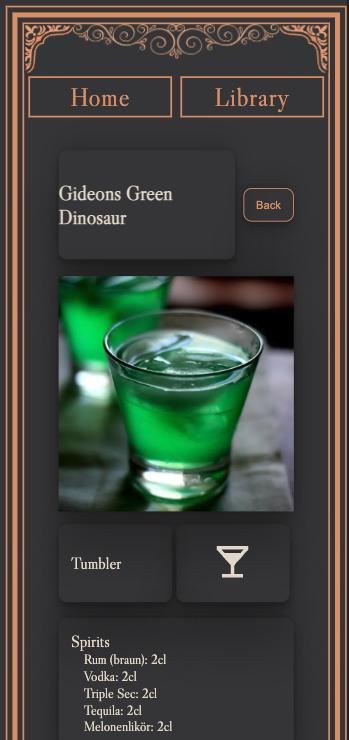 Home
Library
Gideons Green
Dinosaur
Back
Tumbler
Spirits
Rum (braun): 2cl
Vodka: 2cl
Triple Sec: 2cl
Tequila: 2cl
Melonenlikör: 2cl